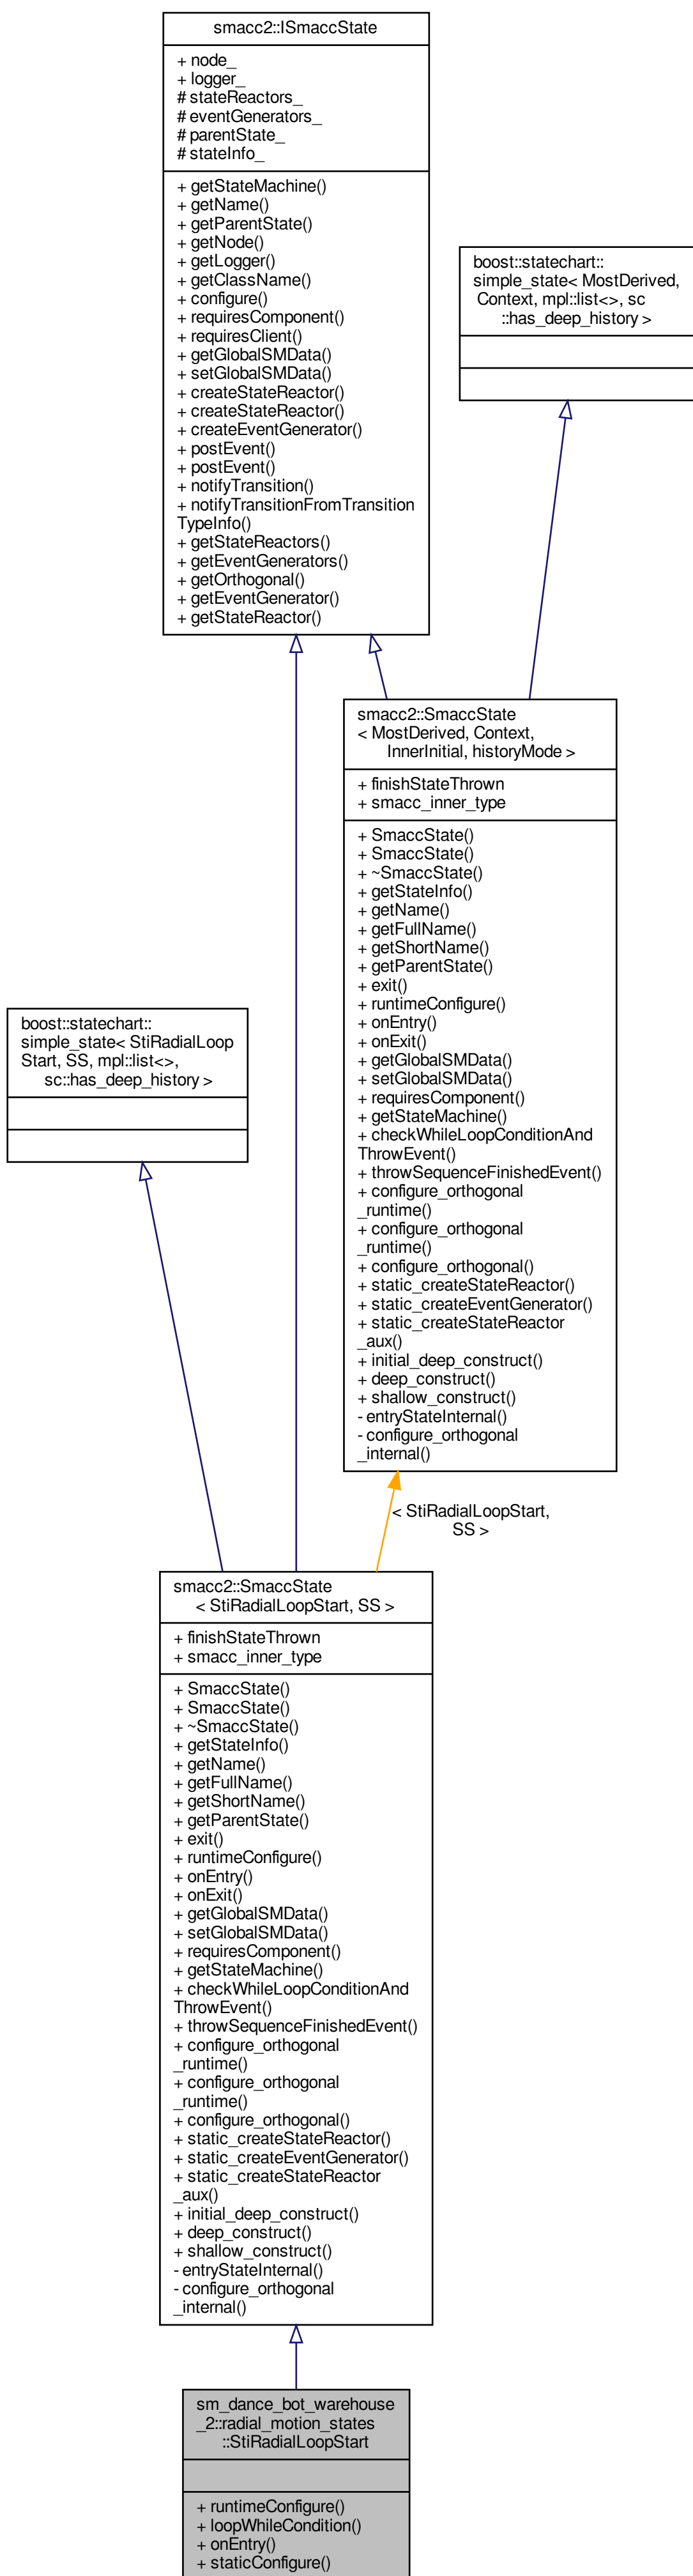 smacc2::ISmaccState
+ node_
+ logger_
# stateReactors_
# eventGenerators_
# parentState_
# stateInfo_
+ getStateMachine()
+ getName()
+ getParentState()
+ getNode()
+ getLogger()
+ getClassName()
+ configure()
+ requiresComponent()
+ requiresClient()
+ getGlobalSMData()
+ setGlobalSMData()
+ createStateReactor()
+ createStateReactor()
+ createEventGenerator()
+ postEvent()
+ postEvent()
+ notifyTransition()
+ notifyTransitionFromTransition
TypeInfo()
+ getStateReactors()
+ getEventGenerators()
+ getOrthogonal()
+ getEventGenerator()
+ getStateReactor()
boost::statechart::
simple_state< MostDerived,
Context, mpl::list<>, sc
::has_deep_history >
smacc2::SmaccState
< MostDerived, Context,
InnerInitial, historyMode >
+ finishStateThrown
+ smacc_inner_type
+ SmaccState()
+ SmaccState()
+ ~SmaccState()
+ getStateInfo()
+ getName()
+ getFullName()
+ getShortName()
+ getParentState()
+ exit()
+ runtimeConfigure()
+ onEntry()
+ onExit()
+ getGlobalSMData()
+ setGlobalSMData()
+ requiresComponent()
+ getStateMachine()
+ checkWhileLoopConditionAnd
ThrowEvent()
+ throwSequenceFinishedEvent()
+ configure_orthogonal
_runtime()
+ configure_orthogonal
_runtime()
+ configure_orthogonal()
+ static_createStateReactor()
+ static_createEventGenerator()
+ static_createStateReactor
_aux()
+ initial_deep_construct()
+ deep_construct()
+ shallow_construct()
- entryStateInternal()
- configure_orthogonal
_internal()
boost::statechart::
simple_state< StiRadialLoop
Start, SS, mpl::list<>,
sc::has_deep_history >
< StiRadialLoopStart,
SS >
smacc2::SmaccState
< StiRadialLoopStart, SS >
+ finishStateThrown
+ smacc_inner_type
+ SmaccState()
+ SmaccState()
+ ~SmaccState()
+ getStateInfo()
+ getName()
+ getFullName()
+ getShortName()
+ getParentState()
+ exit()
+ runtimeConfigure()
+ onEntry()
+ onExit()
+ getGlobalSMData()
+ setGlobalSMData()
+ requiresComponent()
+ getStateMachine()
+ checkWhileLoopConditionAnd
ThrowEvent()
+ throwSequenceFinishedEvent()
+ configure_orthogonal
_runtime()
+ configure_orthogonal
_runtime()
+ configure_orthogonal()
+ static_createStateReactor()
+ static_createEventGenerator()
+ static_createStateReactor
_aux()
+ initial_deep_construct()
+ deep_construct()
+ shallow_construct()
- entryStateInternal()
- configure_orthogonal
_internal()
sm_dance_bot_warehouse
_2::radial_motion_states
::StiRadialLoopStart
+ runtimeConfigure()
+ loopWhileCondition()
+ onEntry()
+ staticConfigure()